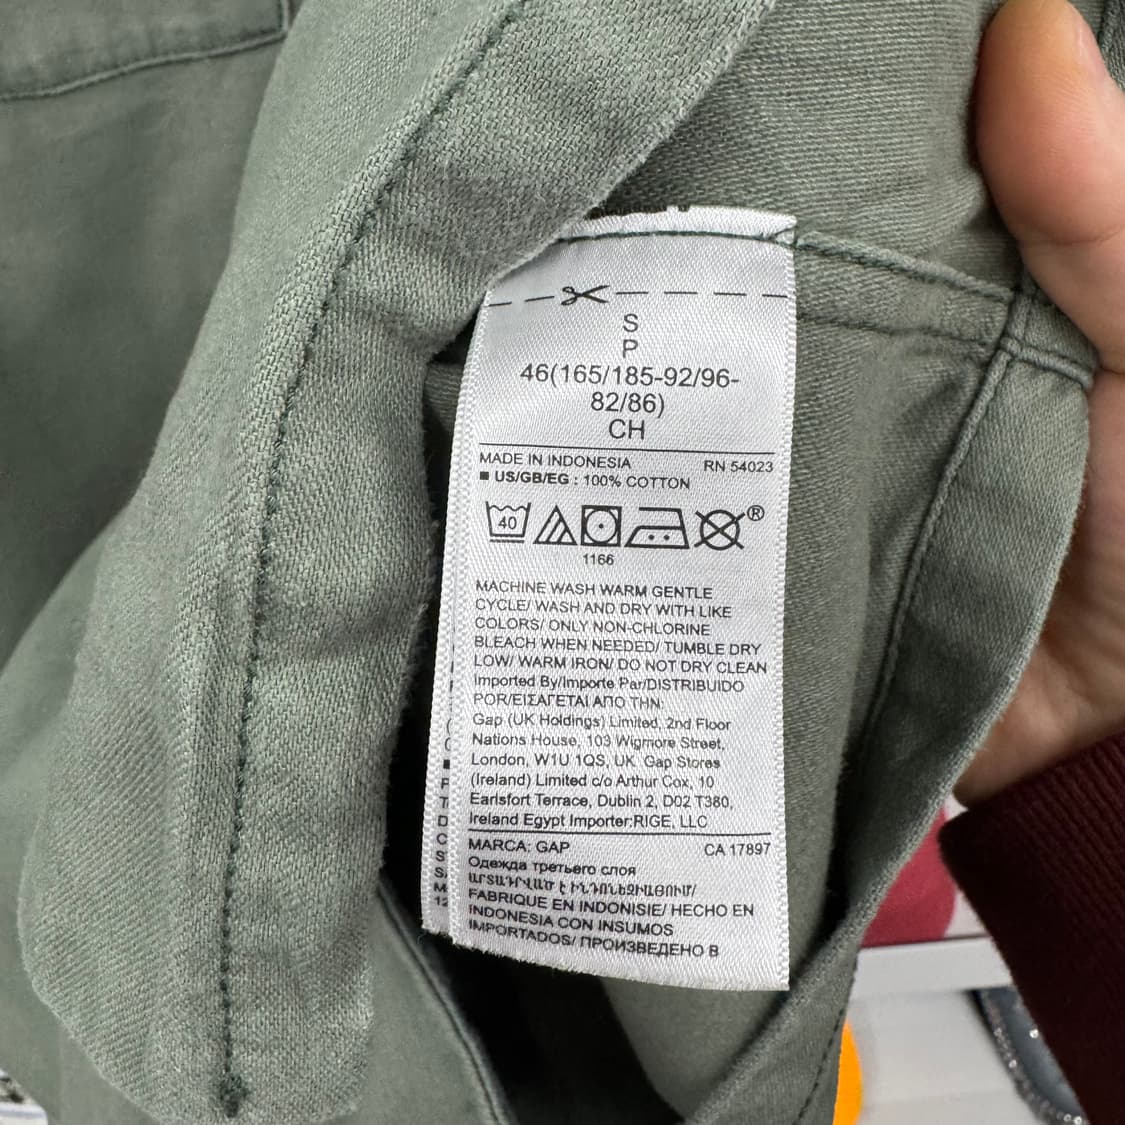 S
P
46(165/185-92/96-
82/86)
CH
MADE IN INDONESIA RN 54023
US/GB/EG : 100% COTTON
40 ®
1166
MACHINE WASH WARM GENTLE
CYCLE/ WASH AND DRY WITH LIKE
COLORS/ ONLY NON-CHLORINE
BLEACH WHEN NEEDED/ TUMBLE DRY
LOW/ WARM IRON/ DO NOT DRY CLEAN
Imported By/Importe Par/DISTRIBUIDO
POR/ΕΙΣΑΓΕΤΑΙ ΑΠΟ ΤΗΝ:
Gap (UK Holdings) Limited, 2nd Floor
Nations House, 103 Wigmore Street,
London, W1U 1QS, UK Gap Stores
(Ireland) Limited c/o Arthur Cox, 10
Earlsfort Terrace, Dublin 2, D02 T380,
Ireland Egypt Importer:RIGE, LLC
MARCA: GAP CA 17897
Одежда третьего слоя
ԱՐՏԱԴՐՎԱԾ Է ԻՆԴՈՆԵԶԻԱՅՈՒՄ/
FABRIQUE EN INDONISIE/ HECHO EN
INDONESIA CON INSUMOS
IMPORTADOS/ ПРОИЗВЕДЕНО В